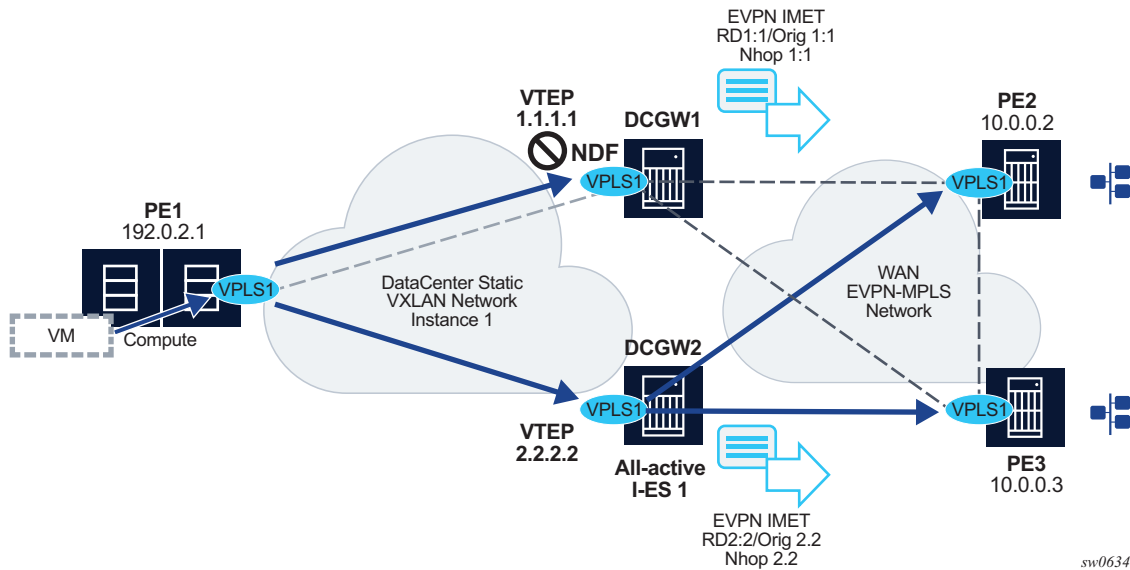 EVPN IMET
RD1:1/Orig 1:1
Nhop 1:1
VTEP
1.1.1.1
DCGW1
PE2
10.0.0.2
NDF
VPLS1
VPLS1
PE1
192.0.2.1
VPLS1
VM
Compute
DataCenter Static
VXLAN Network
Instance 1
WAN
EVPN-MPLS
Network
DCGW2
VPLS1
VPLS1
VTEP
2.2.2.2
All-active
I-ES 1
PE3
10.0.0.3
EVPN IMET
RD2:2/Orig 2.2
Nhop 2.2
sw0634